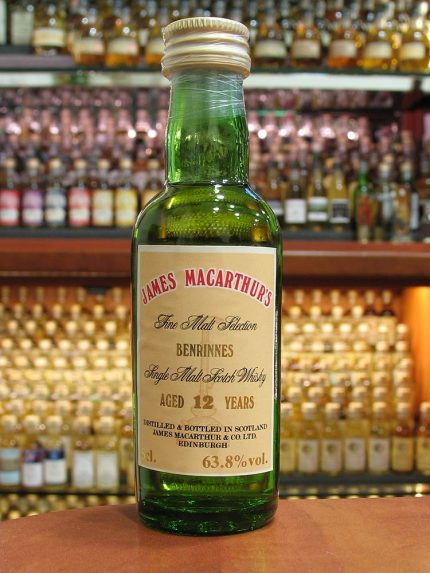 JAMES MACARTHUR'S
Fine Malt Selection
BENRINNES
Single Malt Scotch Whisky
AGED 12 YEARS
DISTILLED & BOTTLED IN SCOTLAND
JAMES MACARTHUR & CO. LTD.
EDINBURGH
cl. 63.8%vol.